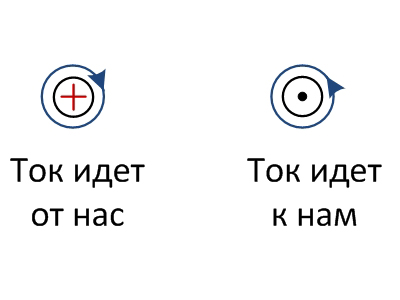 Ток идет
от нас
Ток идет
к нам